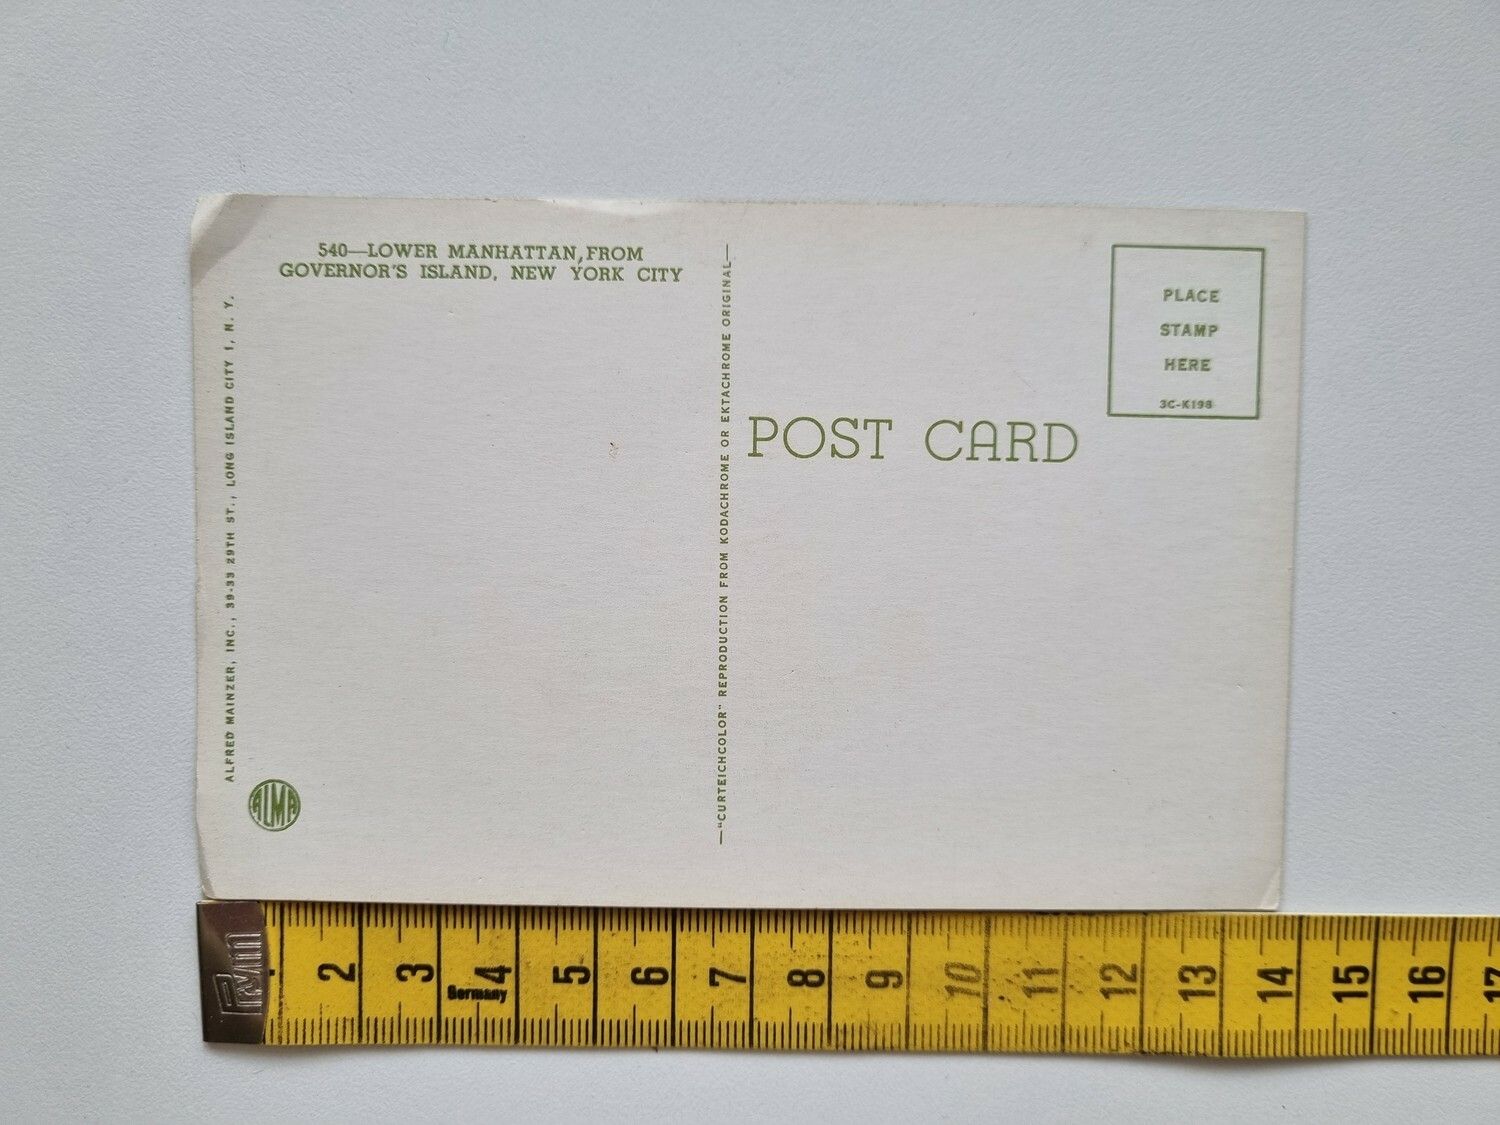 540—LOWER MANHATTAN, FROM
GOVERNOR'S ISLAND, NEW YORK CITY
ALFRED MAINZER, INC., 39-33 29TH ST., LONG ISLAND CITY 1, N. Y.
ALMA
—"CURTEICHCOLOR" REPRODUCTION FROM KODACHROME OR EKTACHROME ORIGINAL—
POST CARD
PLACE
STAMP
HERE
3C-K198
Prym
1 2 3 4 5 6 7 8 9 10 11 12 13 14 15 16 17
Germany